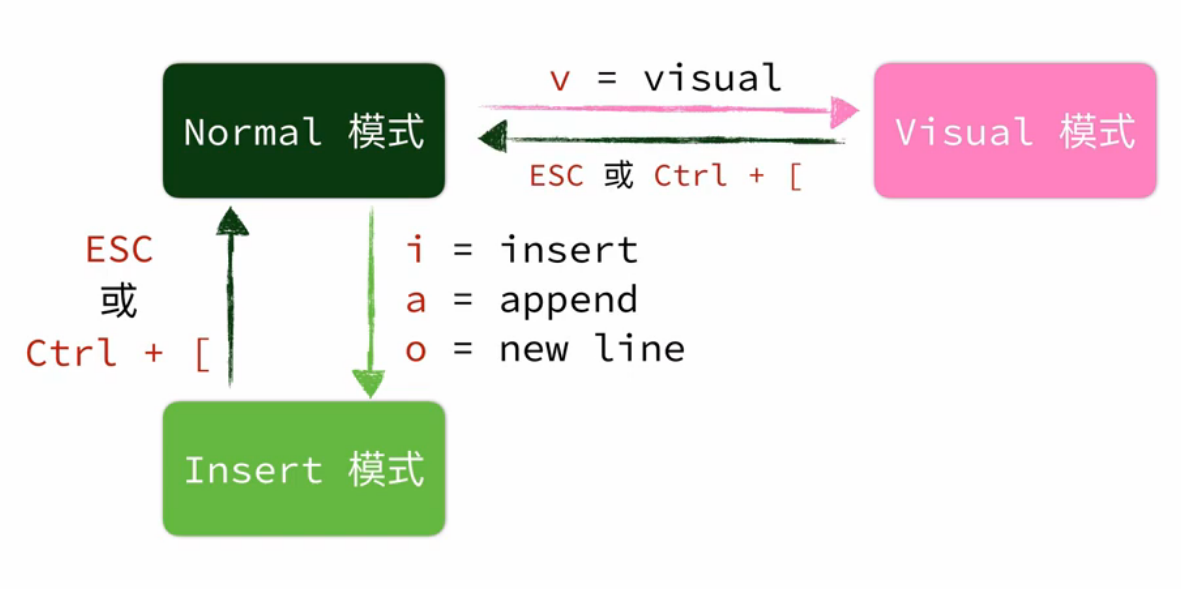 Normal 模式
v = visual
ESC 或 Ctrl + [
Visual 模式
ESC
或
Ctrl + [
i = insert
a = append
o = new line
Insert 模式